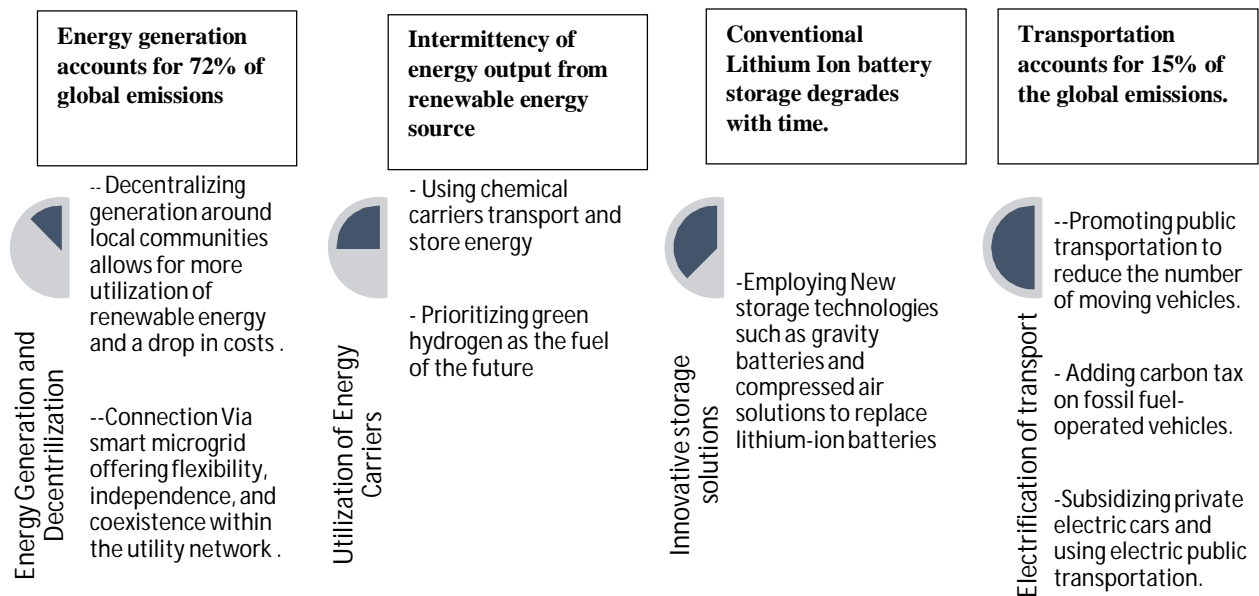 Energy generation
accounts for 72% of
global emissions
-- Decentralizing
generation around
local communities
allows for more
utilization of
renewable energy
and a drop in costs .
--Connection Via
smart microgrid
offering flexibility,
independence, and
coexistence within
the utility network .
Energy Generation and
Decentrilization
Intermittency of
energy output from
renewable energy
source
- Using chemical
carriers transport and
store energy
- Prioritizing green
hydrogen as the fuel
of the future
Utilization of Energy
Carriers
Conventional
Lithium Ion battery
storage degrades
with time.
-Employing New
storage technologies
such as gravity
batteries and
compressed air
solutions to replace
lithium-ion batteries
Innovative storage
solutions
Transportation
accounts for 15% of
the global emissions.
--Promoting public
transportation to
reduce the number
of moving vehicles.
- Adding carbon tax
on fossil fuel-
operated vehicles.
-Subsidizing private
electric cars and
using electric public
transportation.
Electrification of transport